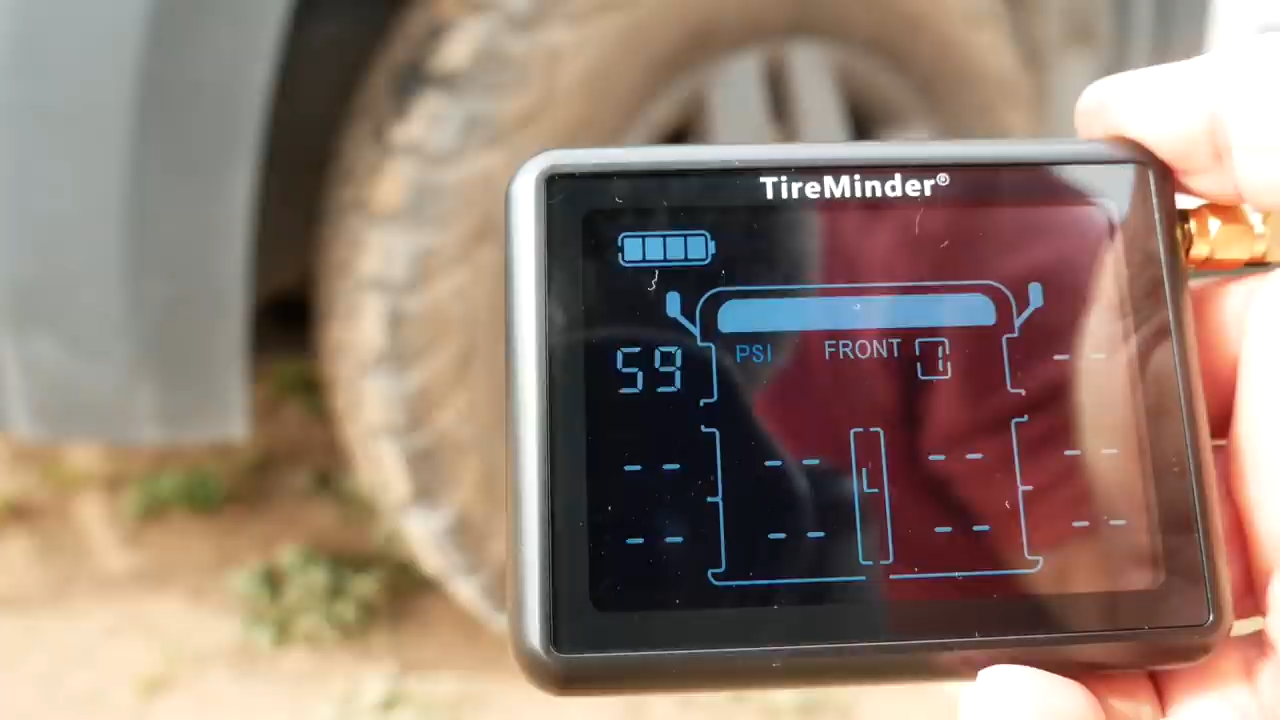 TireMinder®
59 PSI FRONT 1 -- 
-- -- -- --
-- -- -- --